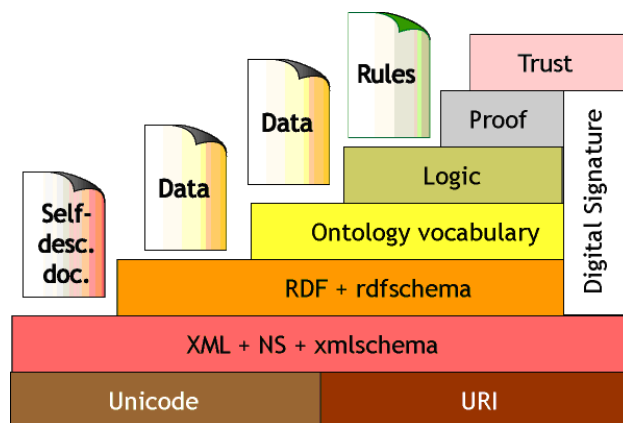 Trust
Rules
Proof
Data
Logic
Data
Digital Signature
Self-
desc.
doc.
Ontology vocabulary
RDF + rdfschema
XML + NS + xmlschema
Unicode
URI